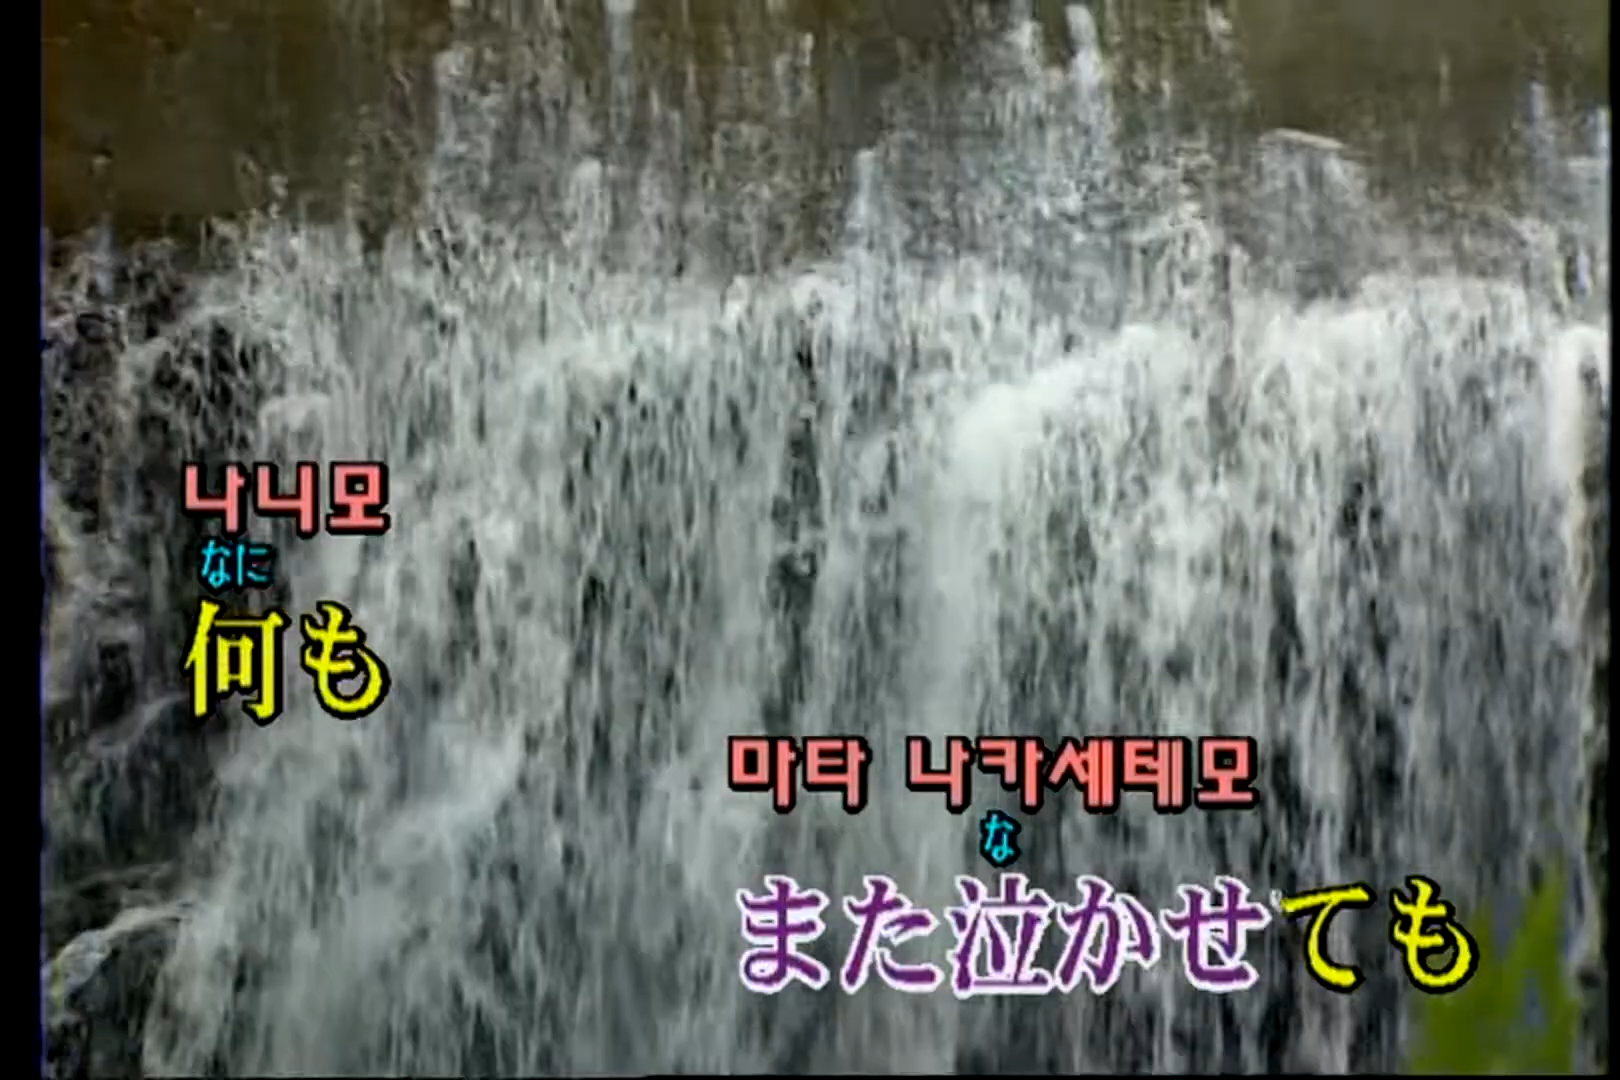 나니모
なに
何も
마타 나카세테모
な
また泣かせても